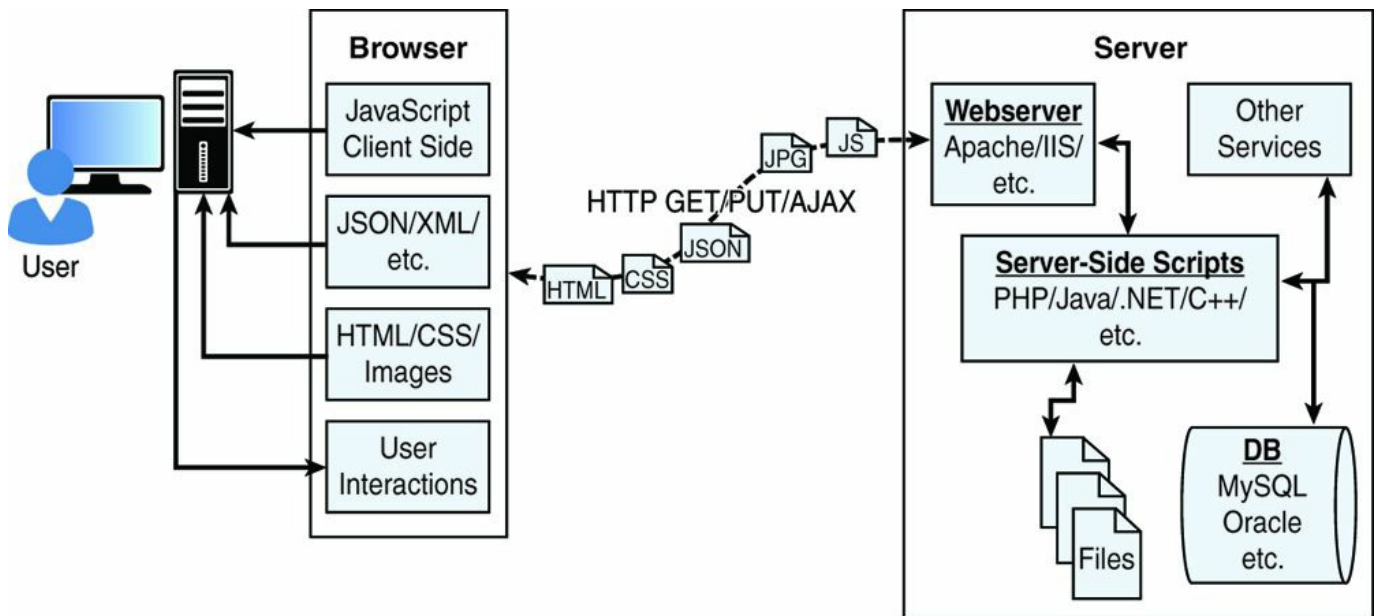 Browser
JavaScript
Client Side
JSON/XML/
etc.
HTML/CSS/
Images
User
Interactions
User
HTTP GET/PUT/AJAX
HTML
CSS
JSON
JPG
JS
Server
Webserver
Apache/IIS/
etc.
Other
Services
Server-Side Scripts
PHP/Java/.NET/C++/
etc.
Files
DB
MySQL
Oracle
etc.